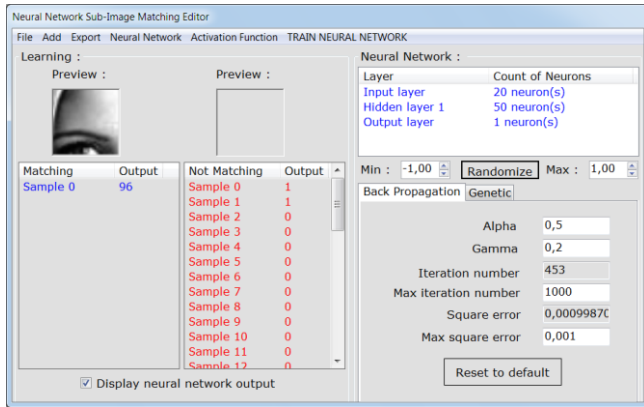 Neural Network Sub-Image Matching Editor
File Add Export Neural Network Activation Function TRAIN NEURAL NETWORK
Learning :
Preview :
Preview :
Matching Output
Sample 0 96
Not Matching Output
Sample 0 1
Sample 1 1
Sample 2 0
Sample 3 0
Sample 4 0
Sample 5 0
Sample 6 0
Sample 7 0
Sample 8 0
Sample 9 0
Sample 10 0
Sample 11 0
Sample 12 0
Display neural network output
Neural Network :
Layer Count of Neurons
Input layer 20 neuron(s)
Hidden layer 1 50 neuron(s)
Output layer 1 neuron(s)
Min : -1,00 Randomize Max : 1,00
Back Propagation Genetic
Alpha 0,5
Gamma 0,2
Iteration number 453
Max iteration number 1000
Square error 0,00099870
Max square error 0,001
Reset to default